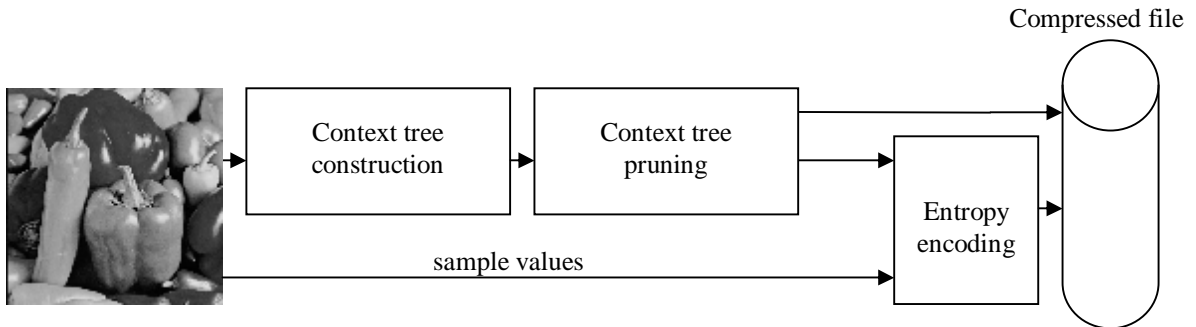 Compressed file
Context tree
construction
Context tree
pruning
Entropy
encoding
sample values